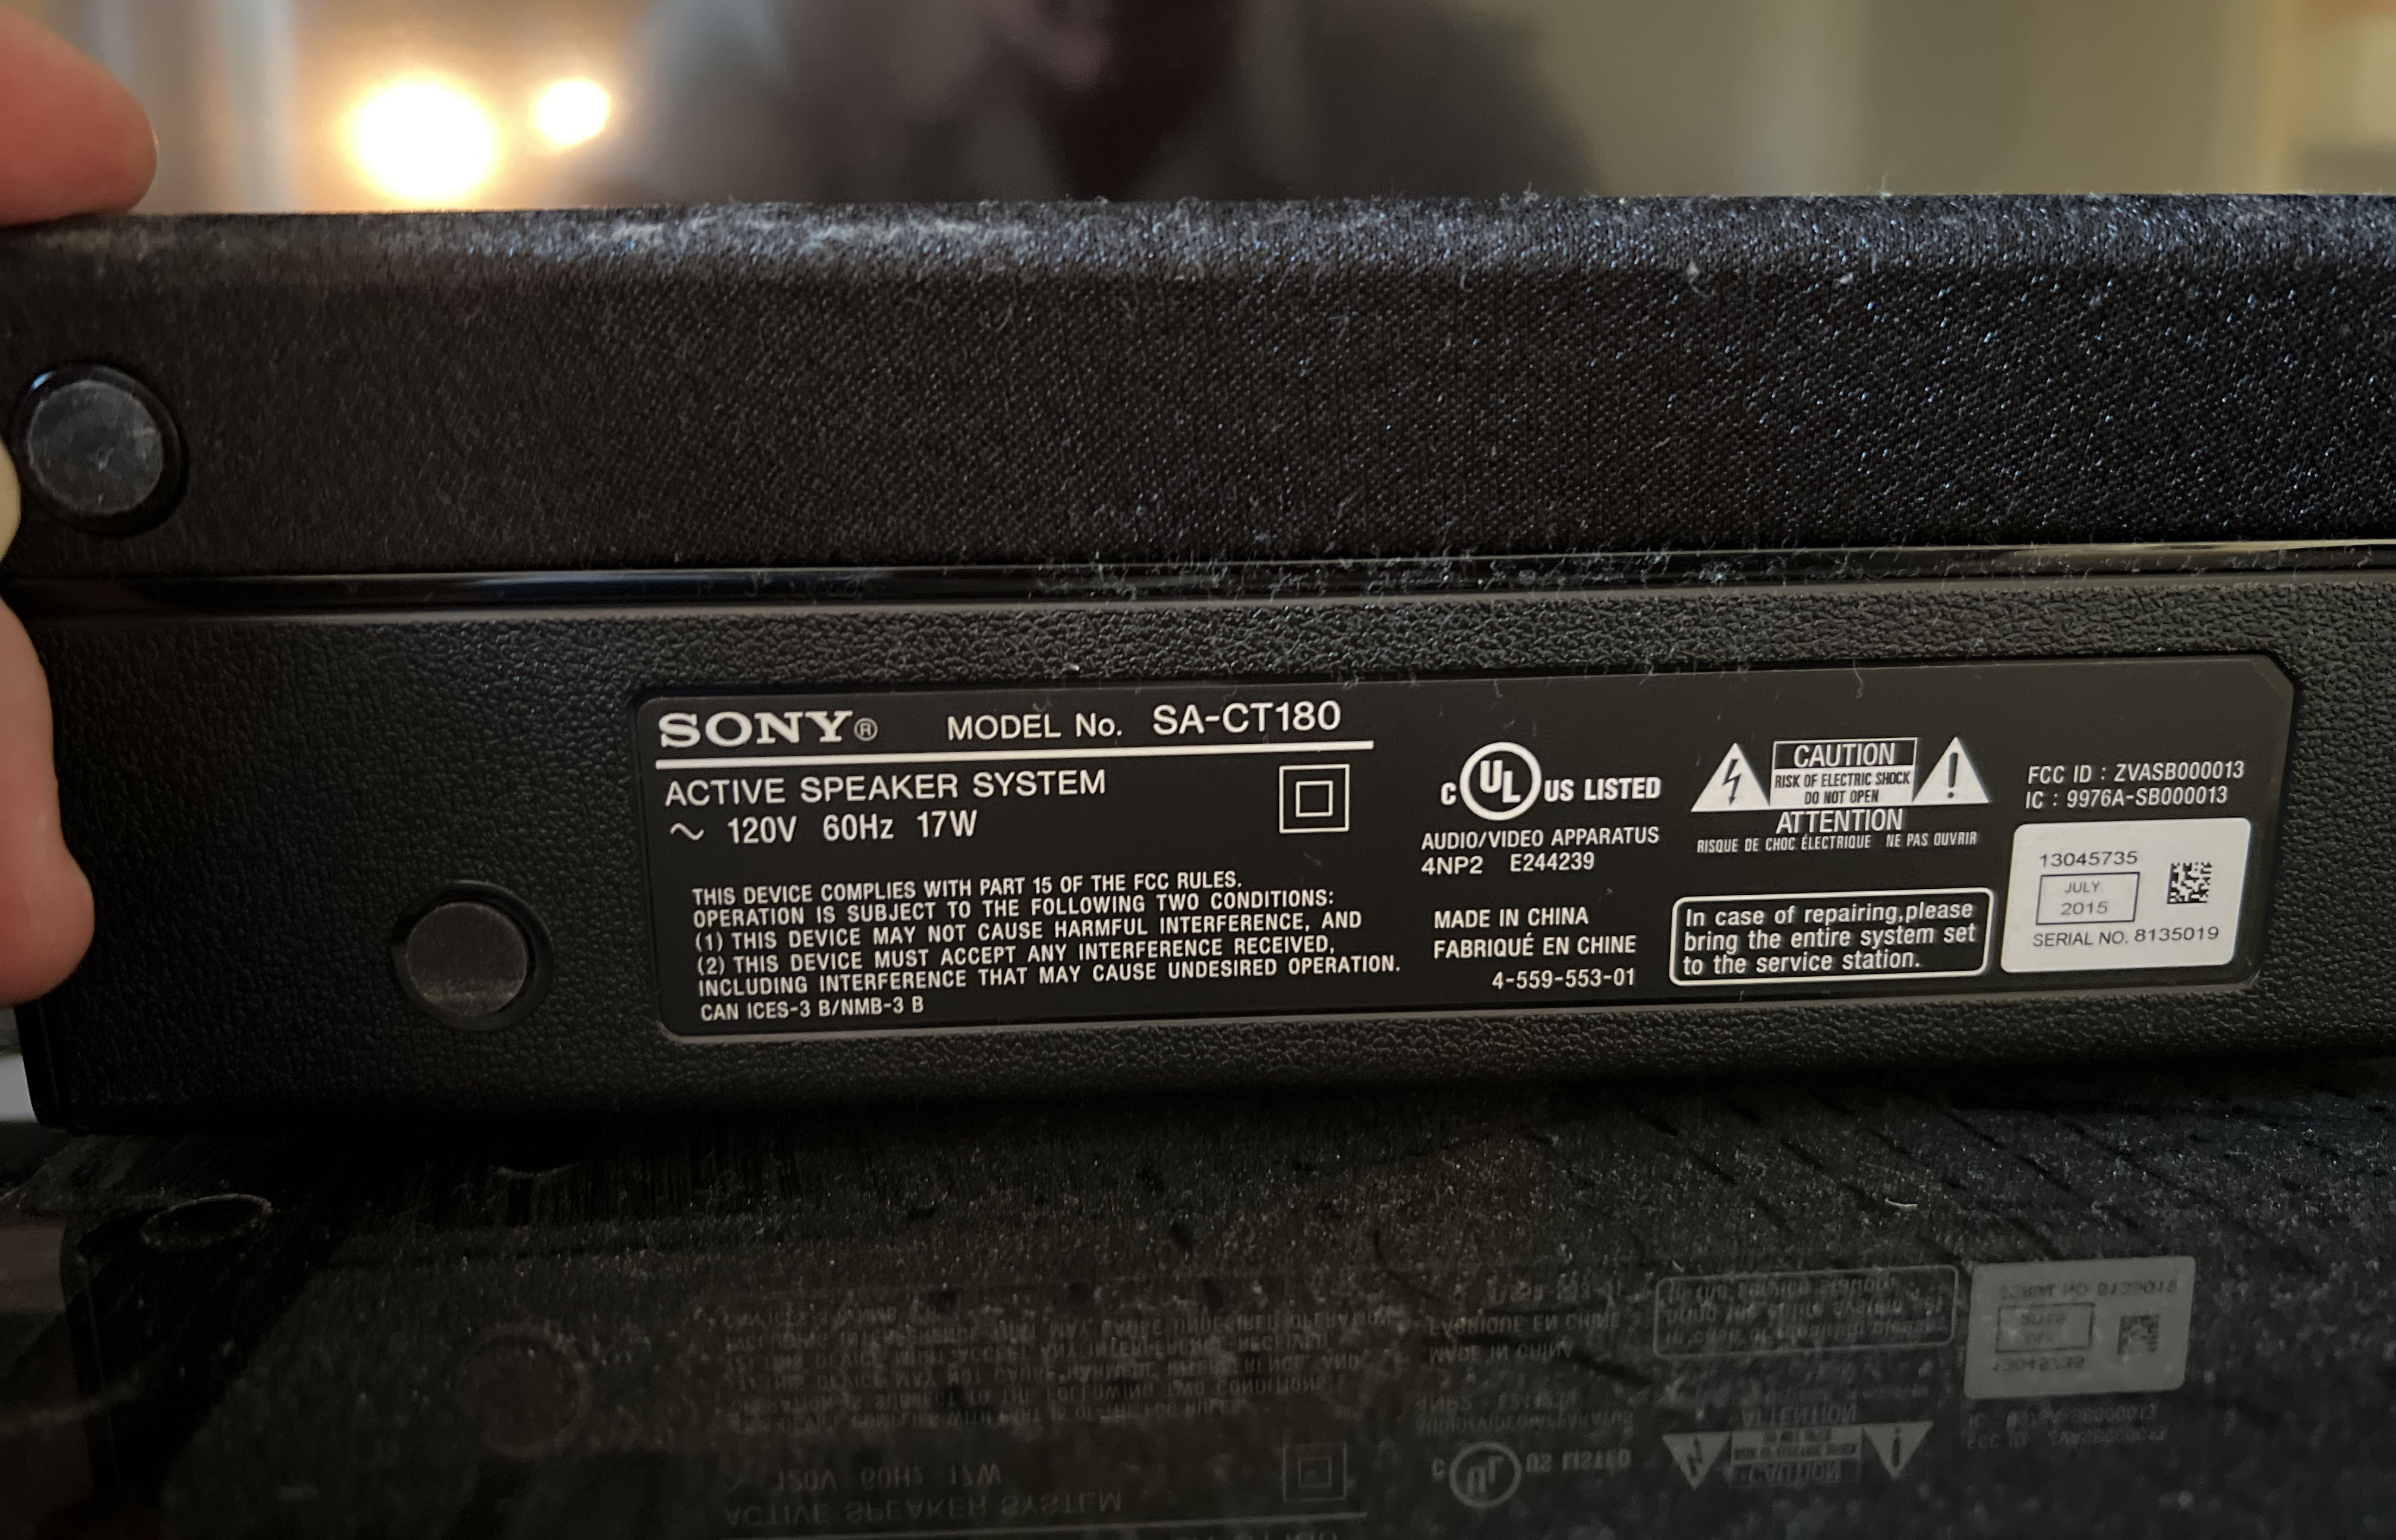 SONY® MODEL No. SA-CT180
ACTIVE SPEAKER SYSTEM
~ 120V 60Hz 17W
THIS DEVICE COMPLIES WITH PART 15 OF THE FCC RULES.
OPERATION IS SUBJECT TO THE FOLLOWING TWO CONDITIONS:
(1) THIS DEVICE MAY NOT CAUSE HARMFUL INTERFERENCE, AND
(2) THIS DEVICE MUST ACCEPT ANY INTERFERENCE RECEIVED,
INCLUDING INTERFERENCE THAT MAY CAUSE UNDESIRED OPERATION.
CAN ICES-3 B/NMB-3 B
C UL US LISTED
AUDIO/VIDEO APPARATUS
4NP2 E244239
MADE IN CHINA
FABRIQUÉ EN CHINE
4-559-553-01
CAUTION
RISK OF ELECTRIC SHOCK
DO NOT OPEN
ATTENTION
RISQUE DE CHOC ÉLECTRIQUE NE PAS OUVRIR
In case of repairing,please
bring the entire system set
to the service station.
FCC ID : ZVASB000013
IC : 9976A-SB000013
13045735
JULY
2015
SERIAL NO. 8135019